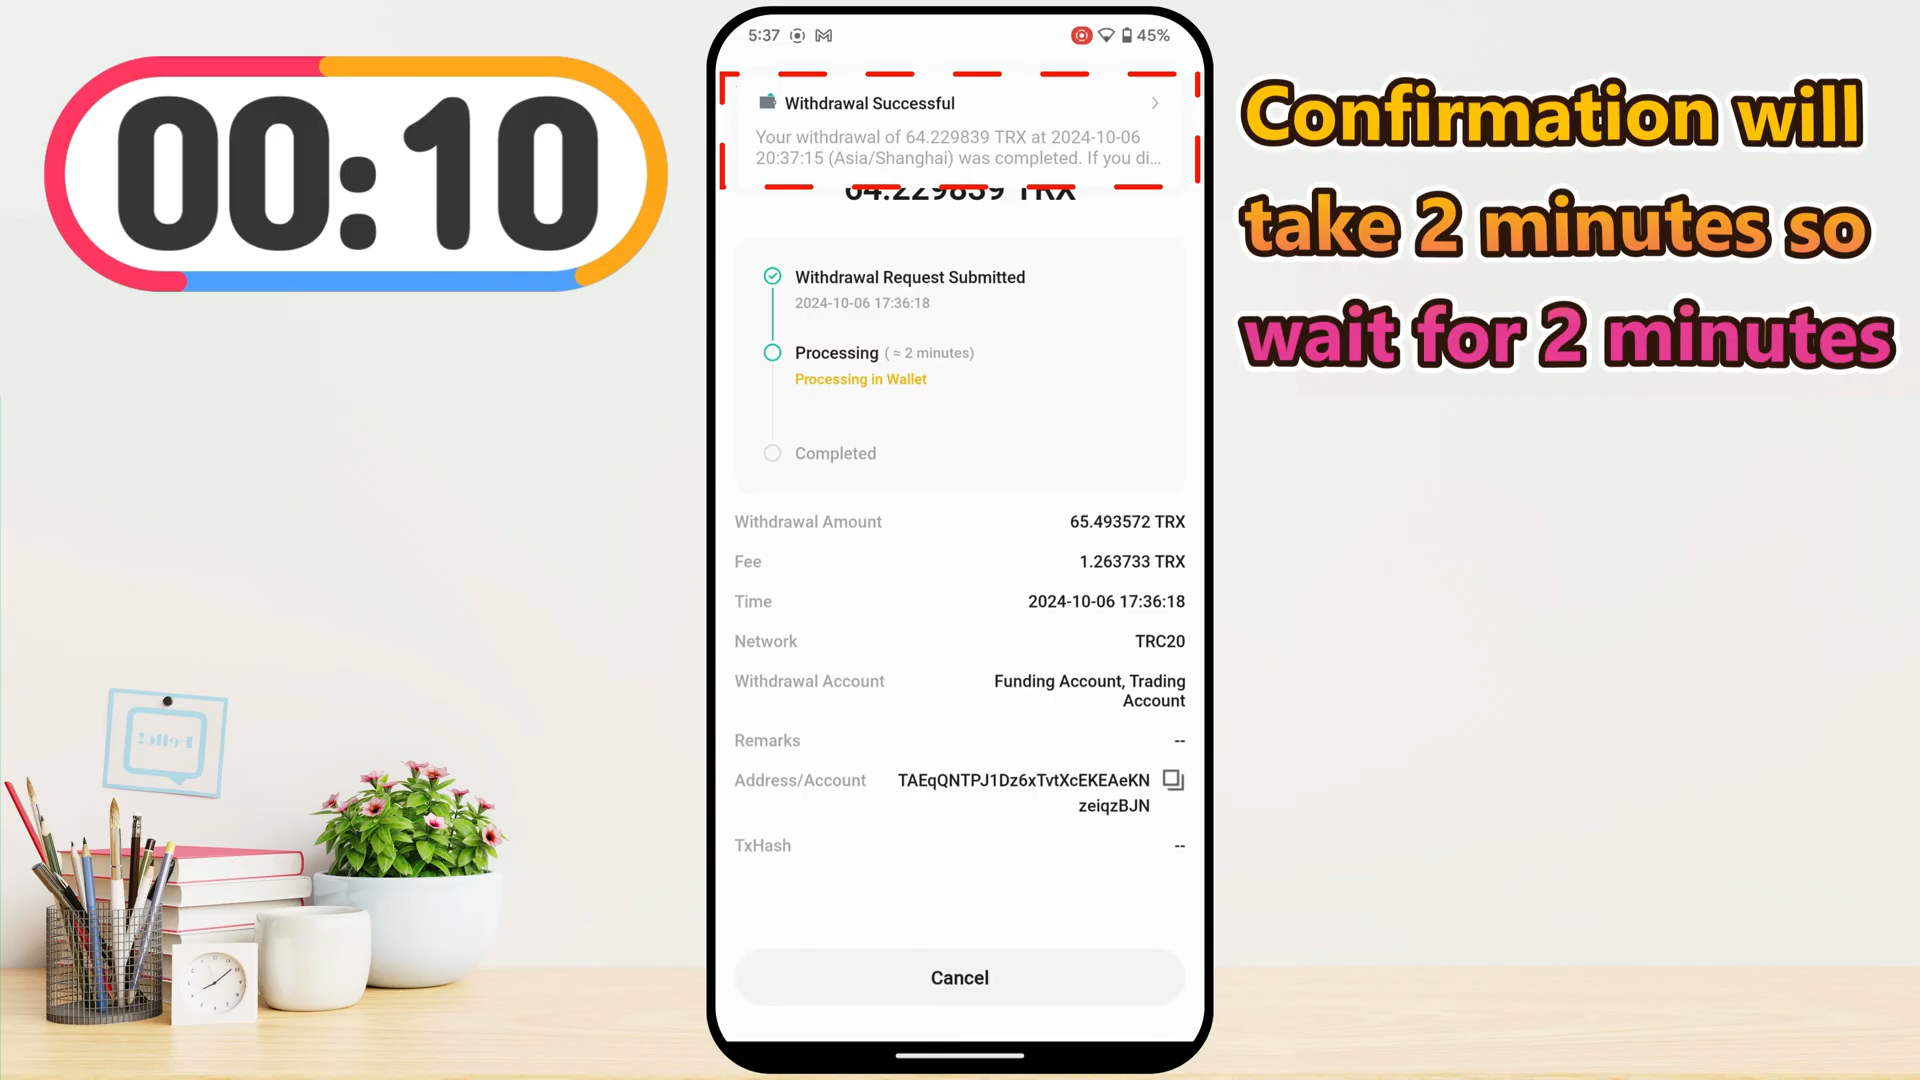 00:10
5:37
45%
Withdrawal Successful
Your withdrawal of 64.229839 TRX at 2024-10-06
20:37:15 (Asia/Shanghai) was completed. If you di...
64.229839 TRX
Withdrawal Request Submitted
2024-10-06 17:36:18
Processing ( ≈ 2 minutes)
Processing in Wallet
Completed
Withdrawal Amount 65.493572 TRX
Fee 1.263733 TRX
Time 2024-10-06 17:36:18
Network TRC20
Withdrawal Account Funding Account, Trading
Account
Remarks --
Address/Account TAEqQNTPJ1Dz6xTvtXcEKEAeKN
zeiqzBJN
TxHash --
Cancel
Confirmation will
take 2 minutes so
wait for 2 minutes
Hello!